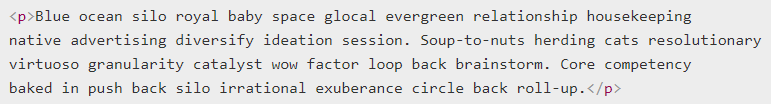 <p>Blue ocean silo royal baby space glocal evergreen relationship housekeeping
native advertising diversify ideation session. Soup-to-nuts herding cats resolutionary
virtuoso granularity catalyst wow factor loop back brainstorm. Core competency
baked in push back silo irrational exuberance circle back roll-up.</p>